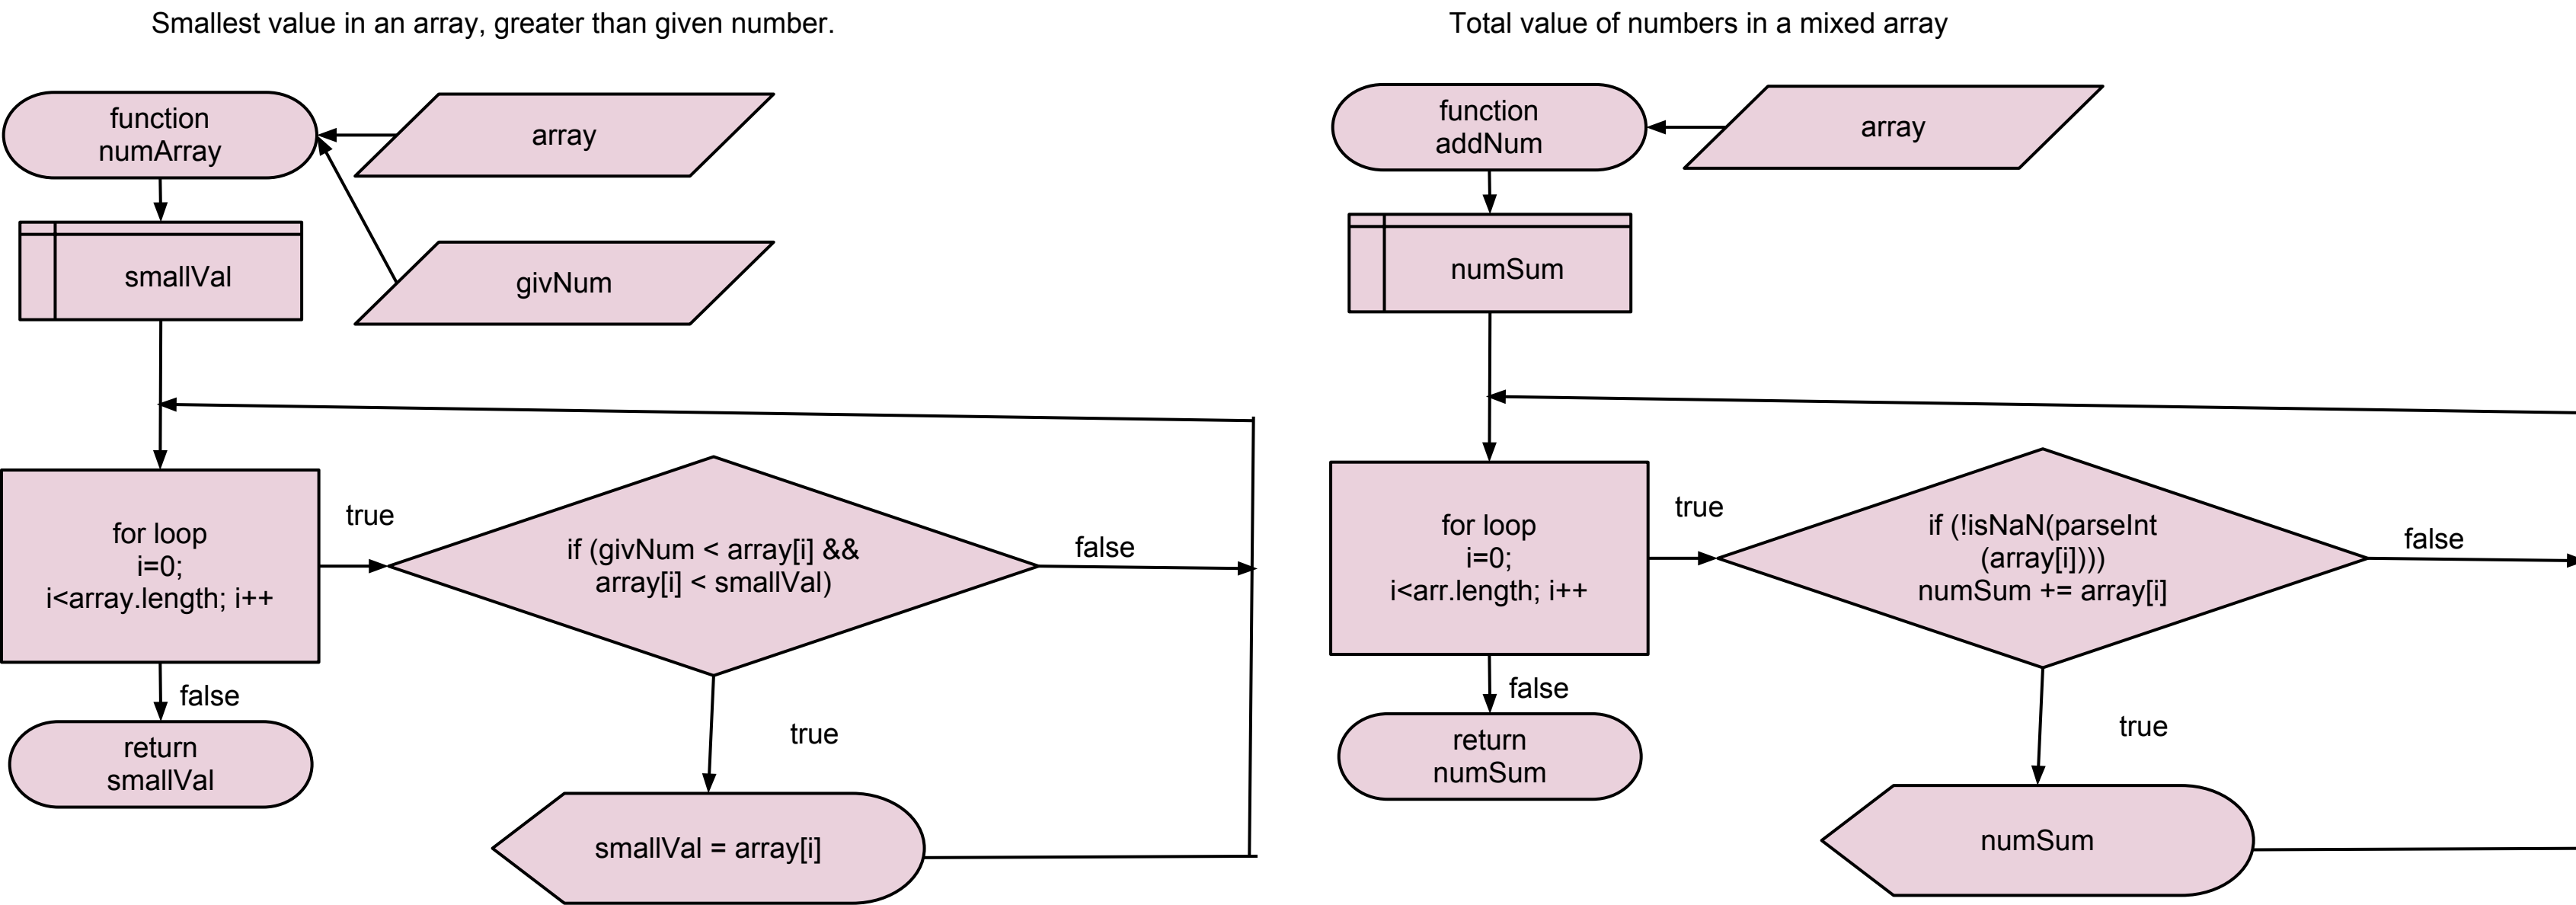 Smallest value in an array, greater than given number.
function
numArray
array
smallVal
givNum
for loop
i=0;
i<array.length; i++
true
if (givNum < array[i] &&
array[i] < smallVal)
false
false
return
smallVal
true
smallVal = array[i]
Total value of numbers in a mixed array
function
addNum
array
numSum
for loop
i=0;
i<arr.length; i++
true
if (!isNaN(parseInt
(array[i])))
numSum += array[i]
false
false
return
numSum
true
numSum